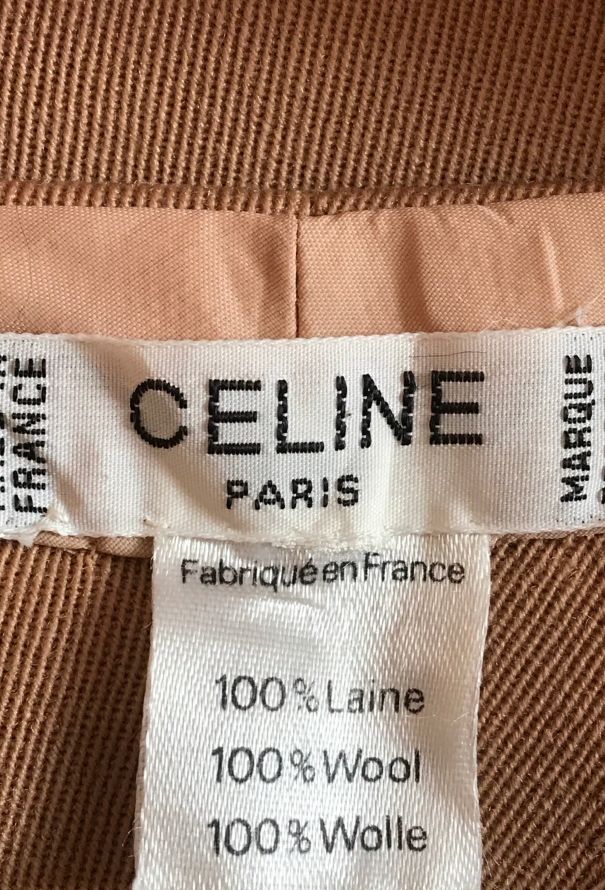 FRANCE
CELINE
PARIS
MARQUE
Fabriqué en France
100% Laine
100% Wool
100% Wolle